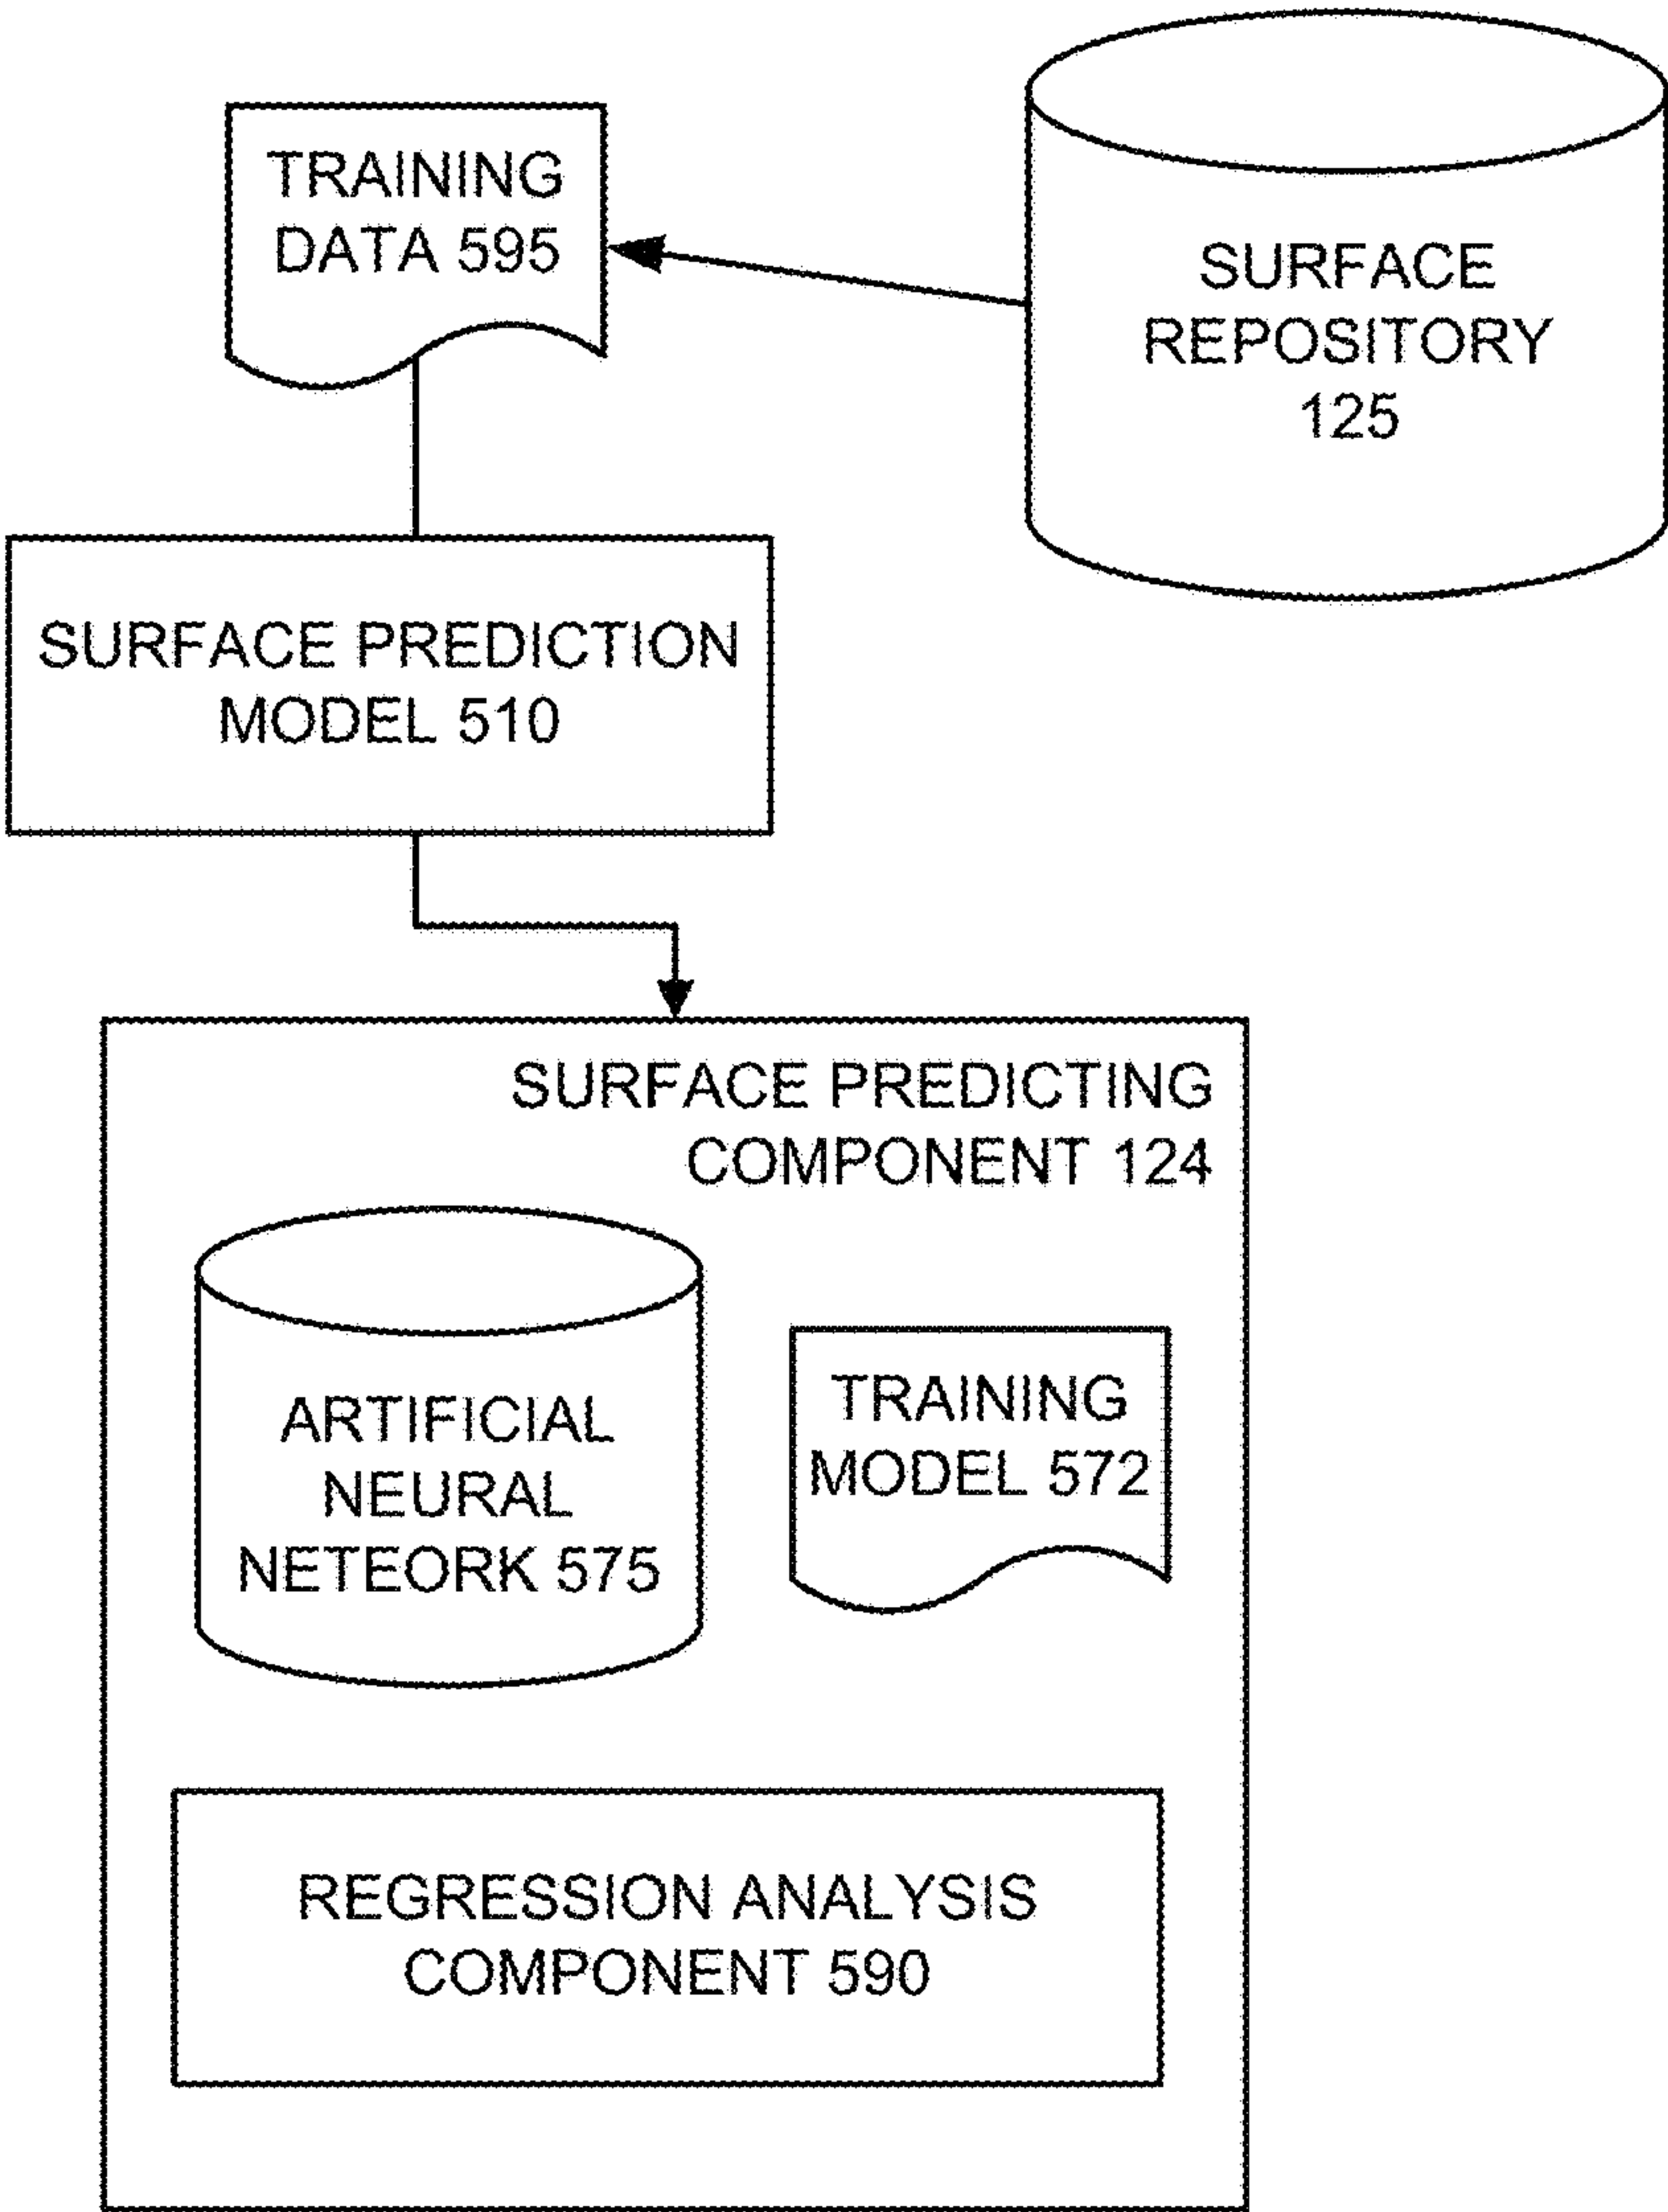 TRAINING
DATA 595
SURFACE
REPOSITORY
125
SURFACE PREDICTION
MODEL 510
SURFACE PREDICTING
COMPONENT 124
ARTIFICIAL
NEURAL
NETEORK 575
TRAINING
MODEL 572
REGRESSION ANALYSIS
COMPONENT 590